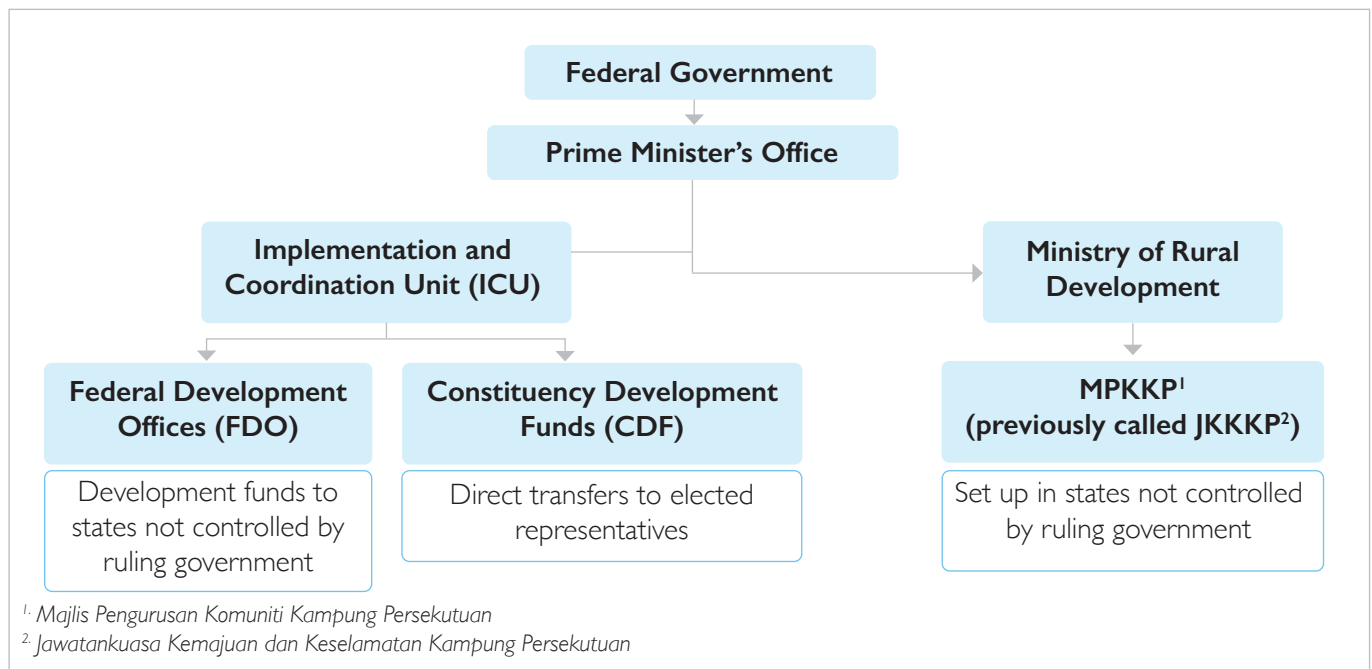 Federal Government
Prime Minister’s Office
Implementation and
Coordination Unit (ICU)
Ministry of Rural
Development
Federal Development
Offices (FDO)
Constituency Development
Funds (CDF)
MPKKP¹
(previously called JKKKP²)
Development funds to
states not controlled by
ruling government
Direct transfers to elected
representatives
Set up in states not controlled
by ruling government
¹· Majlis Pengurusan Komuniti Kampung Persekutuan
²· Jawatankuasa Kemajuan dan Keselamatan Kampung Persekutuan